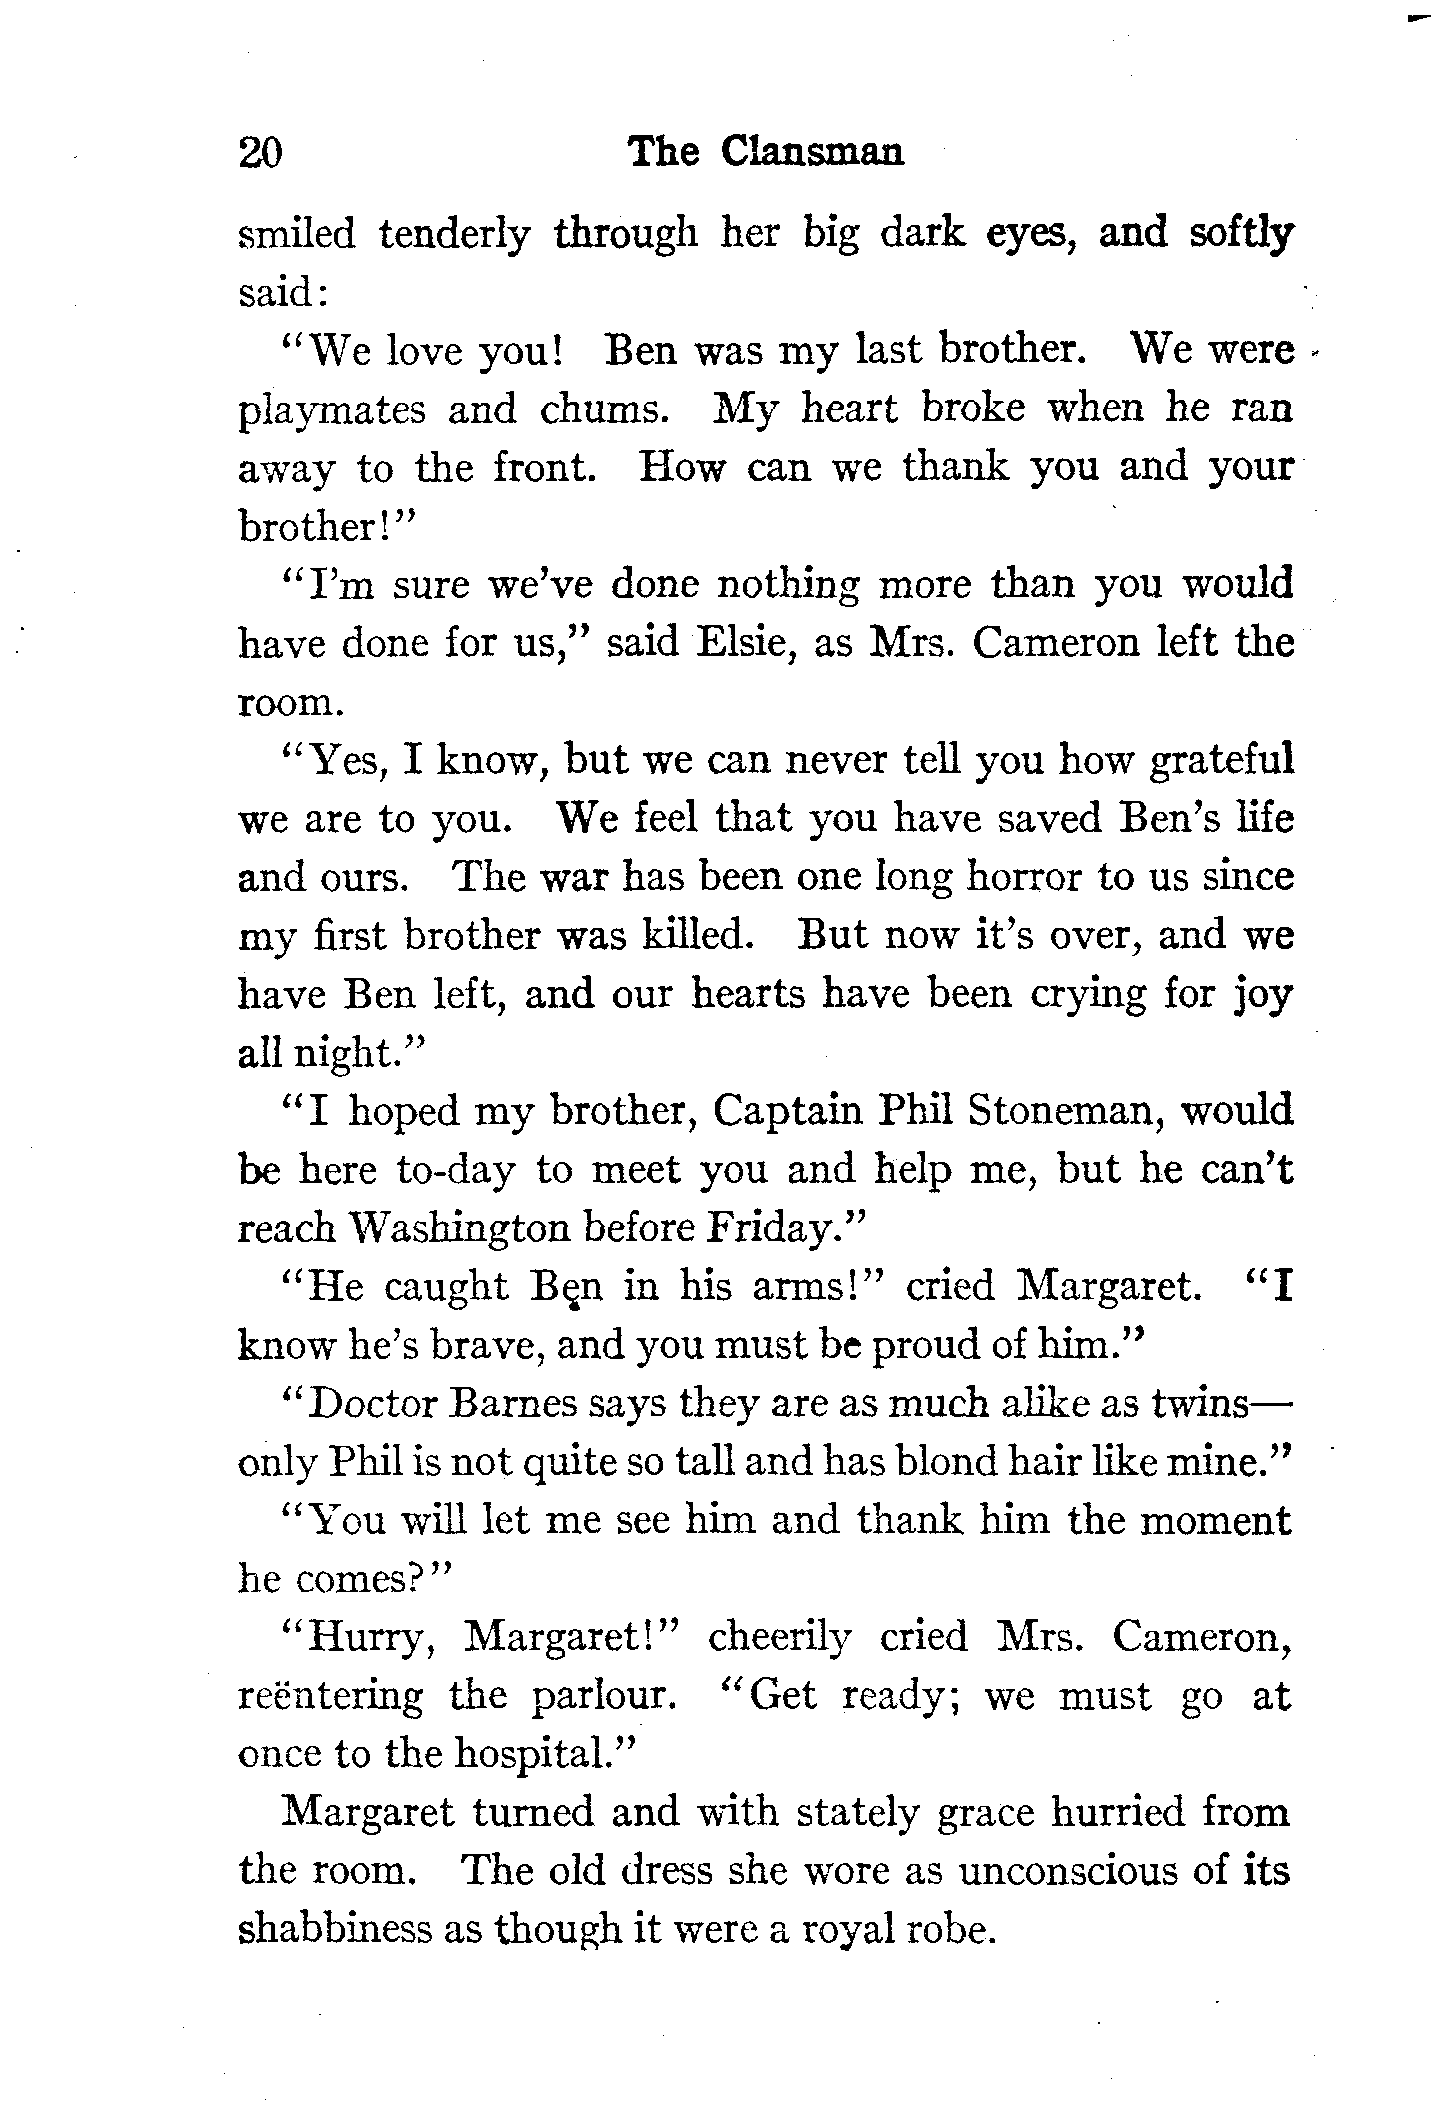 20 The Clansman
smiled tenderly through her big dark eyes, and softly
said:
"We love you! Ben was my last brother. We were
playmates and chums. My heart broke when he ran
away to the front. How can we thank you and your
brother!"
"I'm sure we've done nothing more than you would
have done for us," said Elsie, as Mrs. Cameron left the
room.
"Yes, I know, but we can never tell you how grateful
we are to you. We feel that you have saved Ben's life
and ours. The war has been one long horror to us since
my first brother was killed. But now it's over, and we
have Ben left, and our hearts have been crying for joy
all night."
"I hoped my brother, Captain Phil Stoneman, would
be here to-day to meet you and help me, but he can't
reach Washington before Friday."
"He caught Ben in his arms!" cried Margaret. "I
know he's brave, and you must be proud of him."
"Doctor Barnes says they are as much alike as twins—
only Phil is not quite so tall and has blond hair like mine."
"You will let me see him and thank him the moment
he comes?"
"Hurry, Margaret!" cheerily cried Mrs. Cameron,
reëntering the parlour. "Get ready; we must go at
once to the hospital."
Margaret turned and with stately grace hurried from
the room. The old dress she wore as unconscious of its
shabbiness as though it were a royal robe.